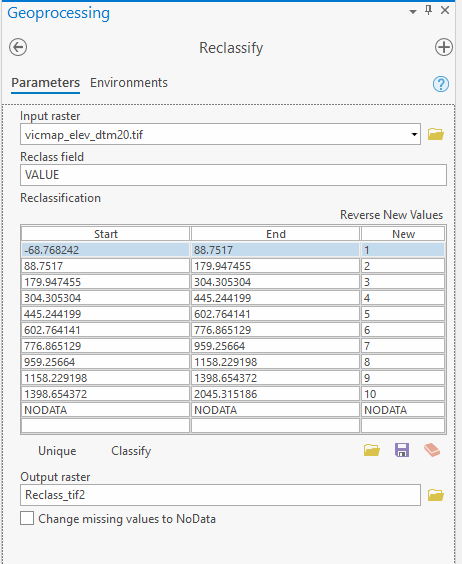 Geoprocessing
Reclassify
Parameters Environments
Input raster
vicmap_elev_dtm20.tif
Reclass field
VALUE
Reclassification
Reverse New Values
Start End New
-68.768242 88.7517 1
88.7517 179.947455 2
179.947455 304.305304 3
304.305304 445.244199 4
445.244199 602.764141 5
602.764141 776.865129 6
776.865129 959.25664 7
959.25664 1158.229198 8
1158.229198 1398.654372 9
1398.654372 2045.315186 10
NODATA NODATA NODATA
Unique Classify
Output raster
Reclass_tif2
Change missing values to NoData